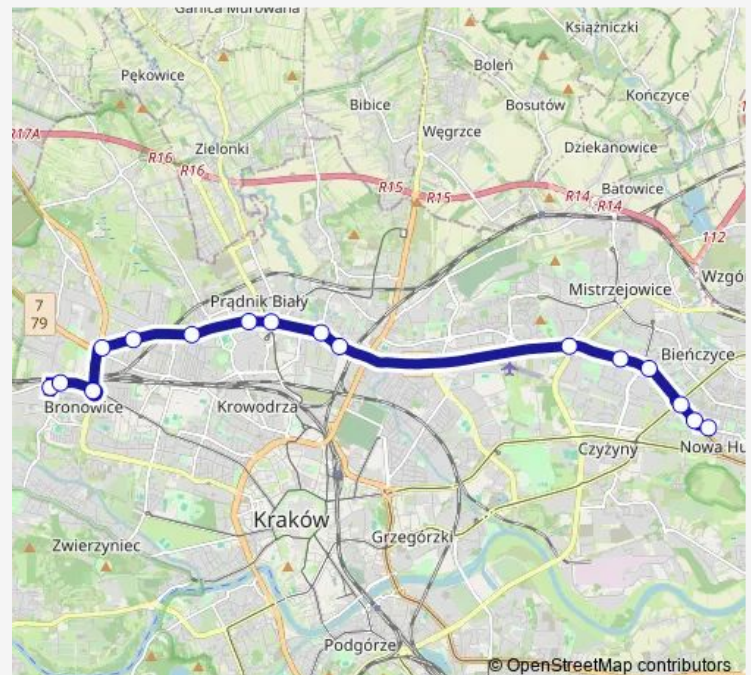 Garlica Murowana
Książniczki
Pękowice
Boleń
Bibice
Bosutów
Kończyce
R17A
Węgrzce
Zielonki
Dziekanowice
R16
R16
R15
R15
R14
R14
Batowice
112
Wzgó
7
79
Prądnik Biały
Mistrzejowice
Bieńczyce
Bronowice
Krowodrza
Czyżyny
Nowa Hu
Kraków
Grzegórzki
Zwierzyniec
Podgórze
© OpenStreetMap contributors